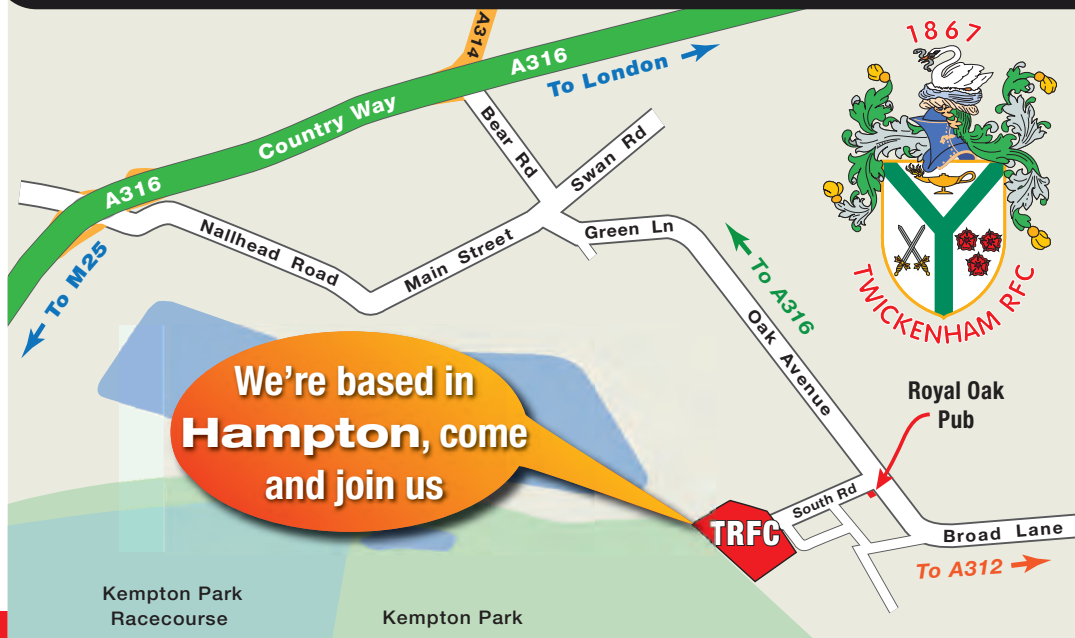 A314
A316
To London
Country Way
A316
Bear Rd
Swan Rd
1867
TWICKENHAM RFC
Nallhead Road
Main Street
Green Ln
To M25
To A316
Oak Avenue
We're based in
Hampton, come
and join us
Royal Oak
Pub
South Rd
TRFC
Broad Lane
To A312
Kempton Park
Racecourse
Kempton Park